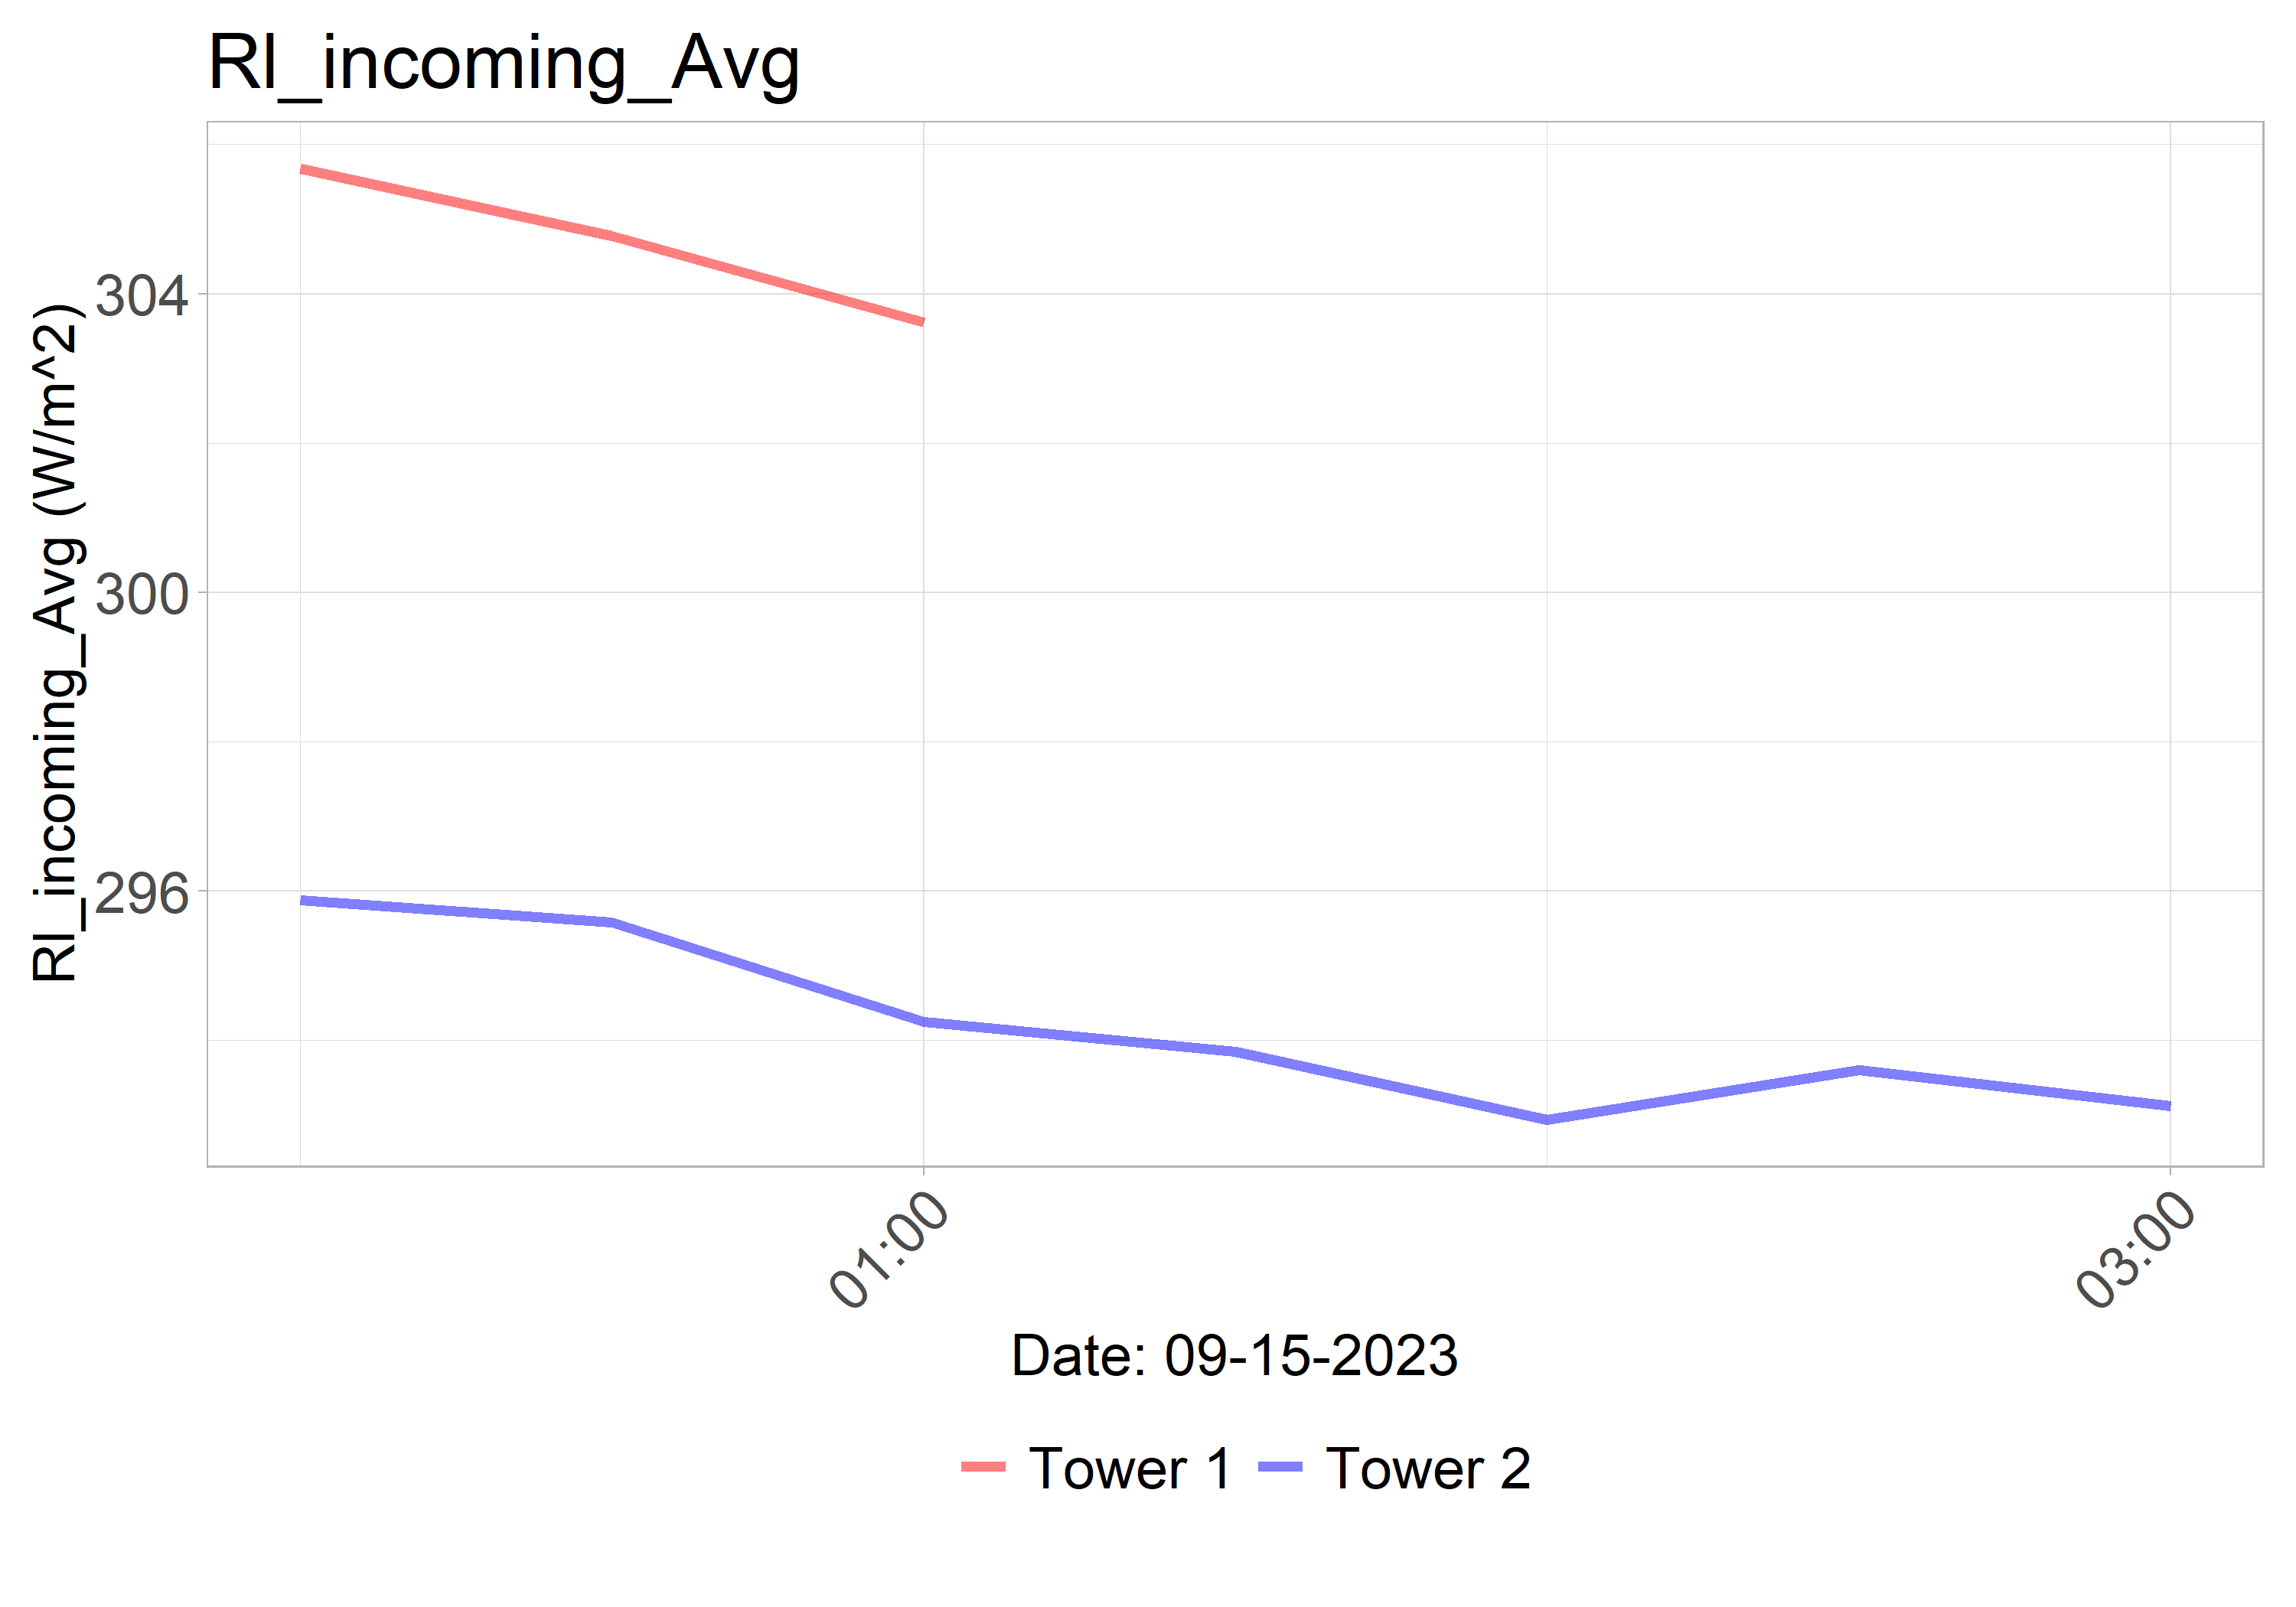 Rl_incoming_Avg
Rl_incoming_Avg (W/m^2)
304
300
296
01:00
03:00
Date: 09-15-2023
Tower 1
Tower 2